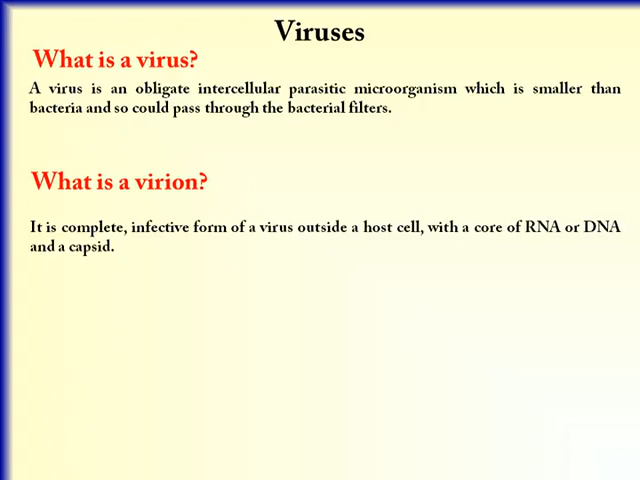 Viruses
What is a virus?
A virus is an obligate intercellular parasitic microorganism which is smaller than
bacteria and so could pass through the bacterial filters.
What is a virion?
It is complete, infective form of a virus outside a host cell, with a core of RNA or DNA
and a capsid.